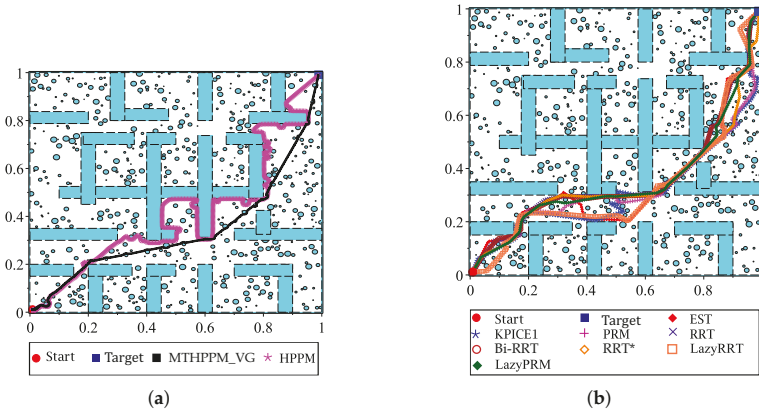 1
0.8
0.6
0.4
0.2
0
0 0.2 0.4 0.6 0.8 1
Start Target MTHPPM_VG HPPM
(a)
(b)
1
0.8
0.6
0.4
0.2
0
0 0.2 0.4 0.6 0.8
Start Target EST
KPICE1 PRM RRT
Bi-RRT RRT* LazyRRT
LazyPRM
(b)